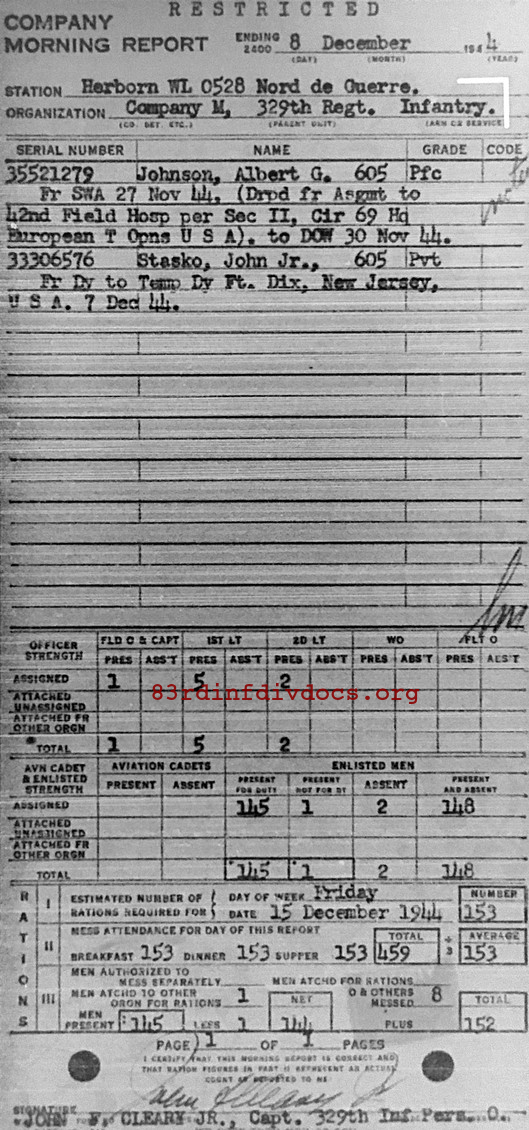 RESTRICTED
COMPANY
MORNING REPORT ENDING 2400 8 December 1944
(DAY) (MONTH) (YEAR)
STATION Herborn WL 0528 Nord de Guerre.
ORGANIZATION Company M, 329th Regt. Infantry.
(CO. DET. ETC.) (PARENT UNIT) (ARM OR SERVICE)
SERIAL NUMBER NAME GRADE CODE
35521279 Johnson, Albert G. 605 Pfc
Fr SWA 27 Nov 44. (Drpd fr Asgmt to
42nd Field Hosp per Sec II, Cir 69 Hq
European T Opns U S A). to DOW 30 Nov 44.
33306576 Stasko, John Jr., 605 Pvt
Fr Dy to Temp Dy Ft. Dix, New Jersey,
U S A. 7 Dec 44.
OFFICER STRENGTH FLD O & CAPT 1ST LT 2D LT WO FLT O
PRES ABS'T PRES ABS'T PRES ABS'T PRES ABS'T PRES ABS'T
ASSIGNED 1 5 2
ATTACHED UNASSIGNED
83rdinfdivdocs.org
ATTACHED FR OTHER ORGN
TOTAL 1 5 2
AVN CADET & ENLISTED STRENGTH AVIATION CADETS ENLISTED MEN
PRESENT ABSENT PRESENT FOR DUTY PRESENT NOT FOR DY ABSENT PRESENT AND ABSENT
ASSIGNED 145 1 2 148
ATTACHED UNASSIGNED
ATTACHED FR OTHER ORGN
TOTAL 145 1 2 148
RATIONS
I ESTIMATED NUMBER OF RATIONS REQUIRED FOR DAY OF WEEK Friday NUMBER
DATE 15 December 1944 153
II MESS ATTENDANCE FOR DAY OF THIS REPORT TOTAL ÷ 3 AVERAGE
BREAKFAST 153 DINNER 153 SUPPER 153 459 153
III MEN AUTHORIZED TO MESS SEPARATELY MEN ATCHD FOR RATIONS
MEN ATCHD TO OTHER ORGN FOR RATIONS 1 NET O & OTHERS MESSED 8 TOTAL
MEN PRESENT 145 LESS 1 144 PLUS 152
PAGE 1 OF 1 PAGES
I CERTIFY THAT THIS MORNING REPORT IS CORRECT AND
THAT RATION FIGURES IN PART II REPRESENT AN ACTUAL
COUNT AS REPORTED TO ME
SIGNATURE
JOHN F. CLEARY JR., Capt. 329th Inf Pers. O.